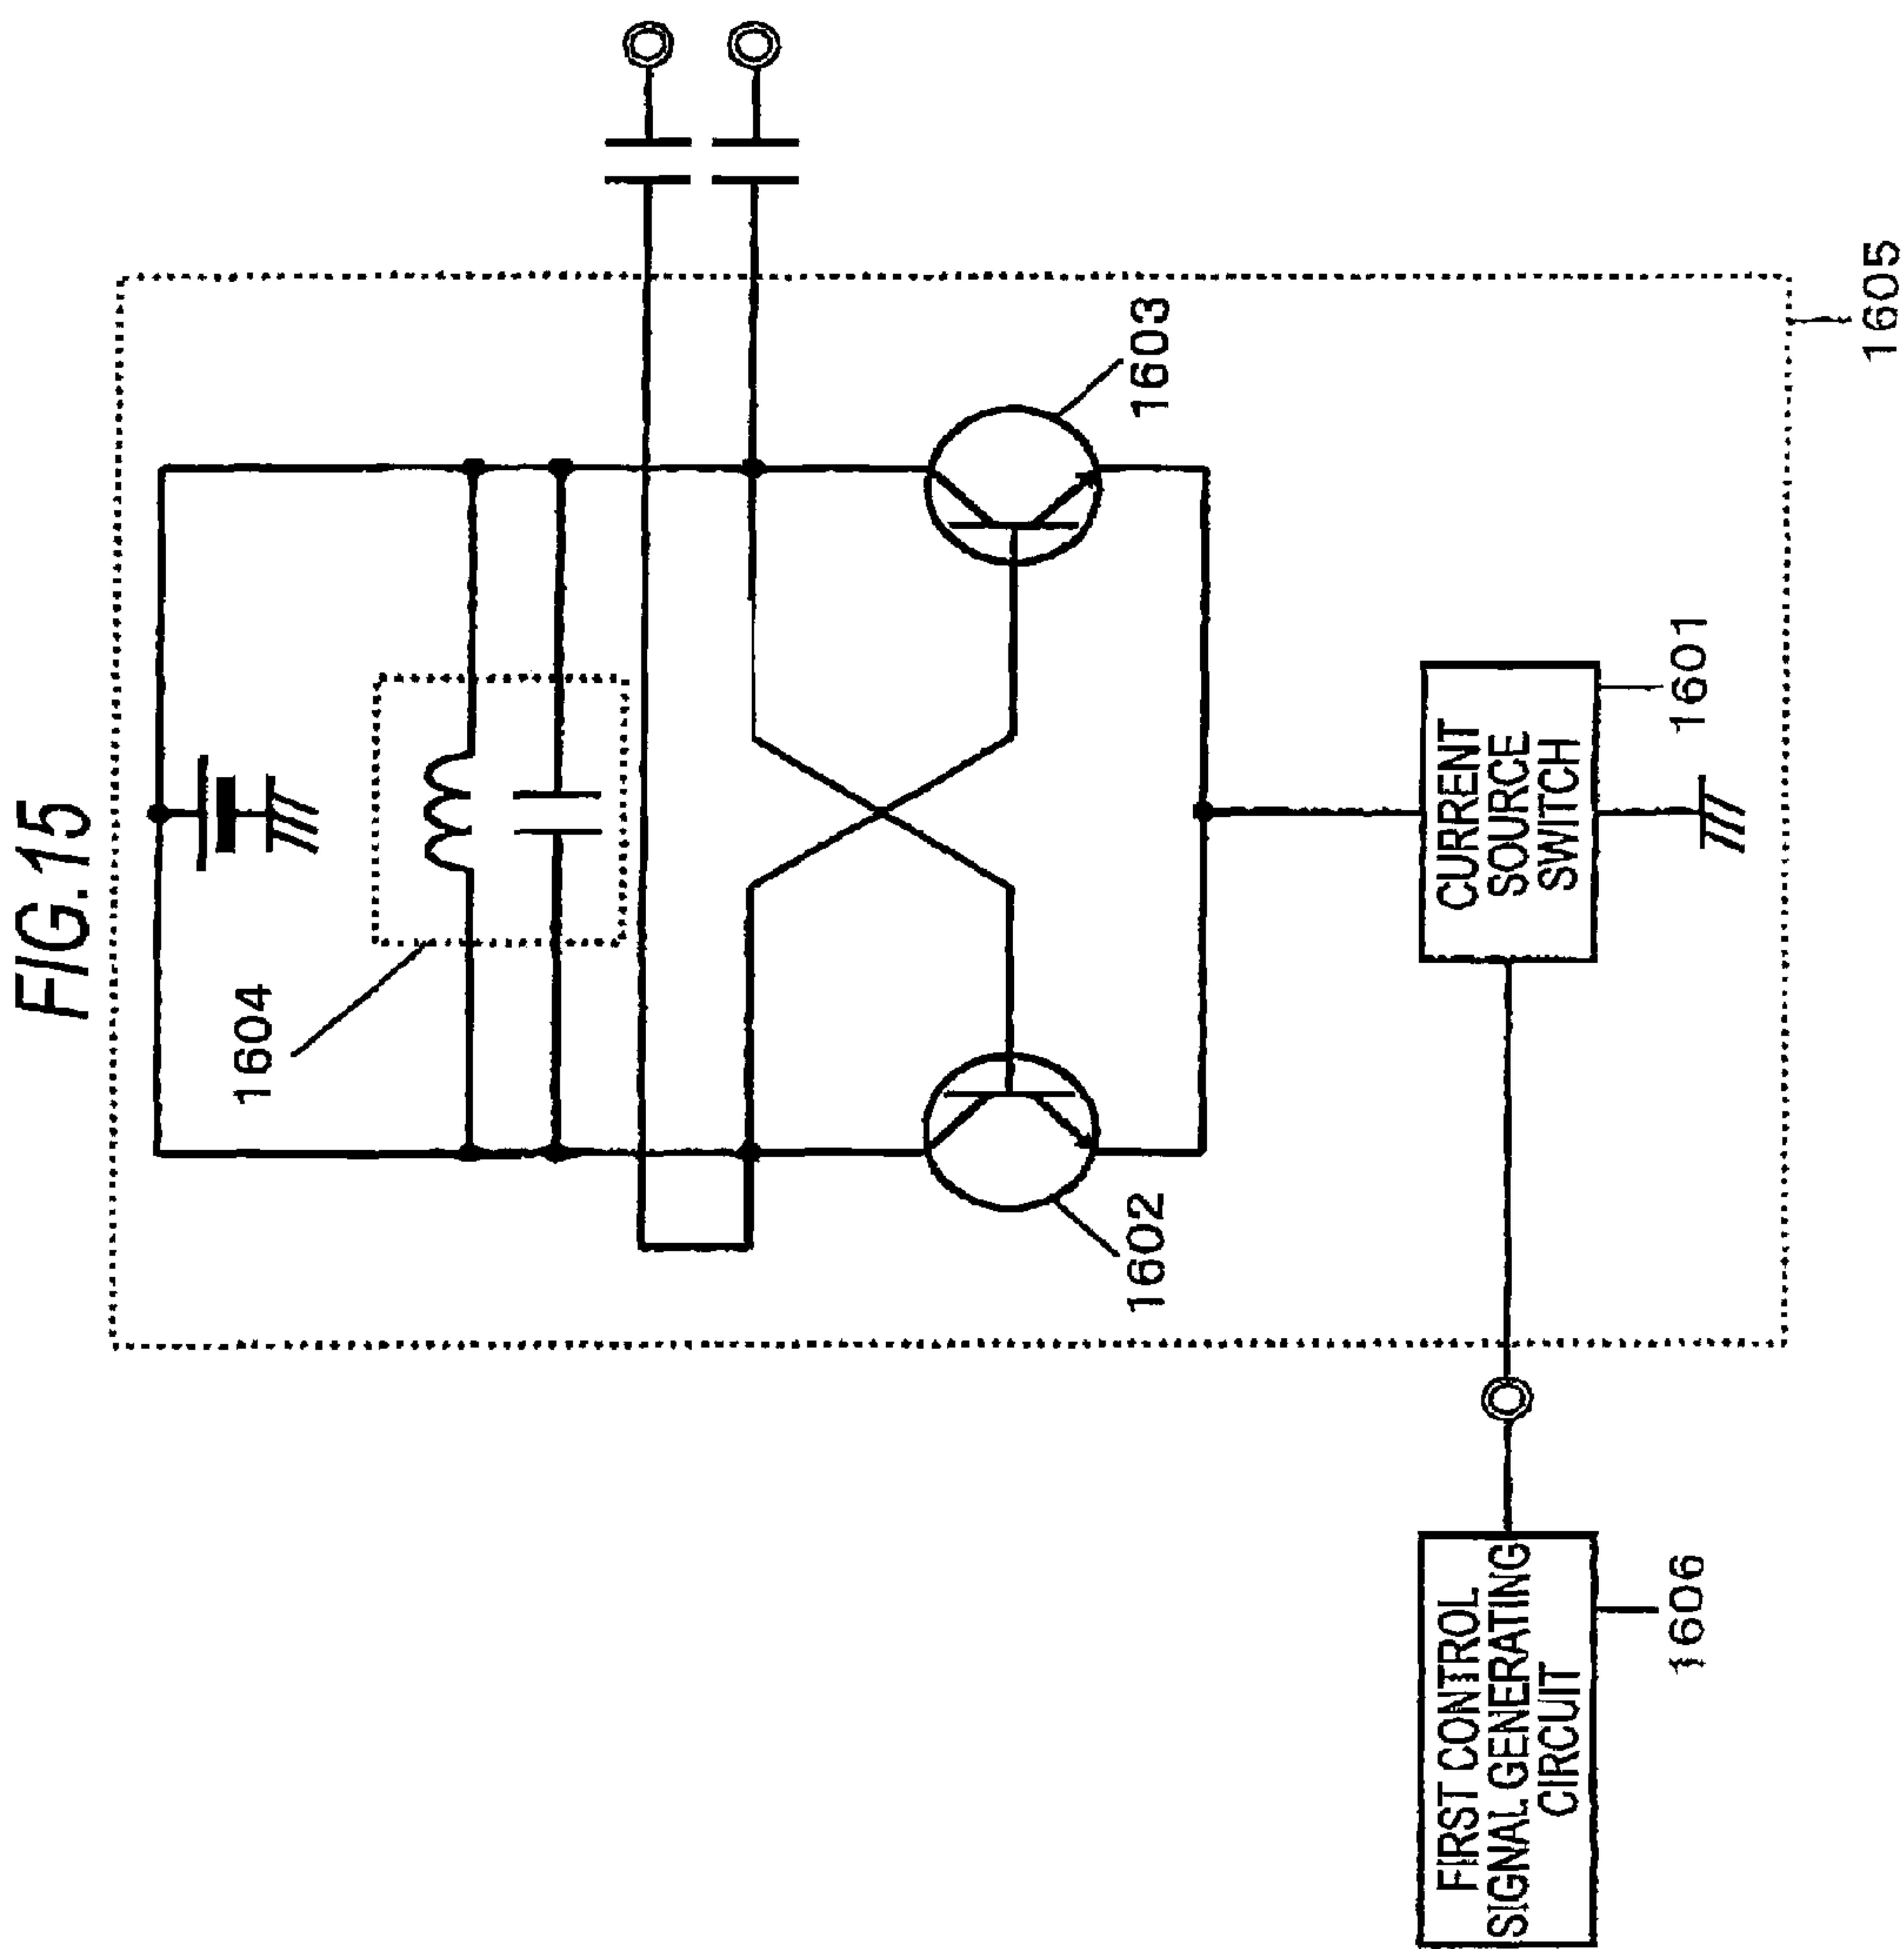 FIG.15
1604
1602
1603
CURRENT
SOURCE
SWITCH
1601
FIRST CONTROL
SIGNAL GENERATING
CIRCUIT
1606
1605